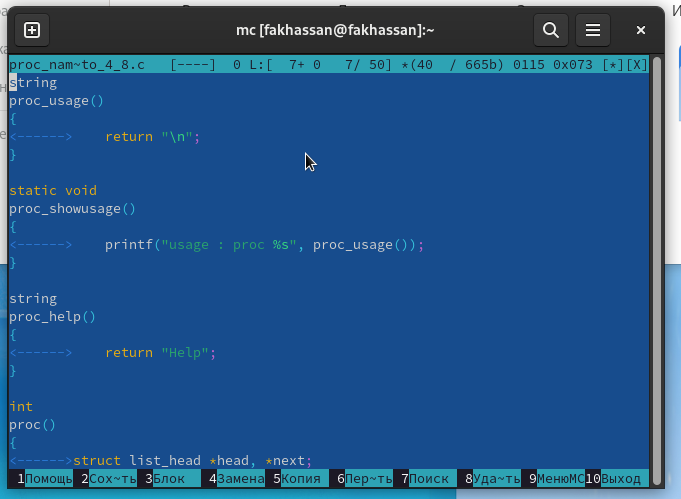 mc [fakhassan@fakhassan]:~
proc_nam~to_4_8.c   [----]  0 L:[  7+ 0   7/ 50] *(40  / 665b) 0115 0x073 [*][X]
string
proc_usage()
{
<------>    return "\n";
}
static void
proc_showusage()
{
<------>    printf("usage : proc %s", proc_usage());
}
string
proc_help()
{
<------>    return "Help";
}
int
proc()
{
<------>struct list_head *head, *next;
1Помощь 2Сох~ть 3Блок 4Замена 5Копия 6Пер~ть 7Поиск 8Уда~ть 9МенюMC 10Выход